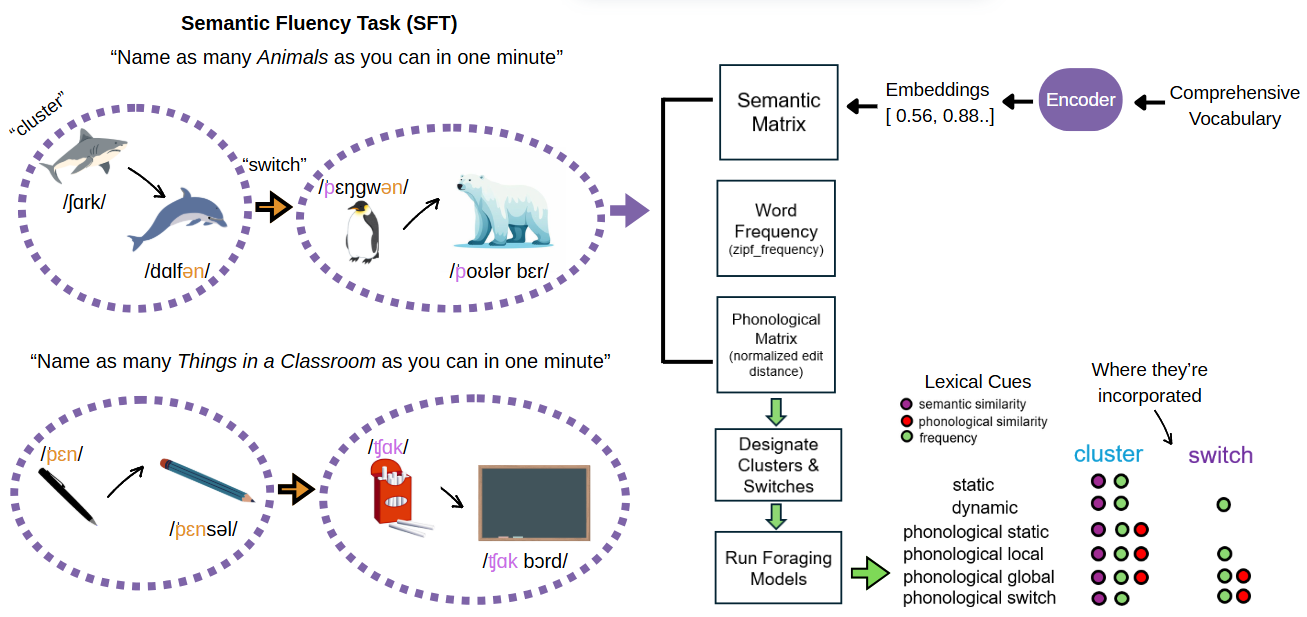 Semantic Fluency Task (SFT)
“Name as many Animals as you can in one minute”
“cluster”
/ʃɑrk/
/dɑlfən/
“switch”
/pɛŋgwən/
/poʊlər bɛr/
“Name as many Things in a Classroom as you can in one minute”
/pɛn/
/pɛnsəl/
/ʧɑk/
/ʧɑk bɔrd/
Semantic
Matrix
Embeddings
[ 0.56, 0.88..]
Encoder
Comprehensive
Vocabulary
Word
Frequency
(zipf_frequency)
Phonological
Matrix
(normalized edit
distance)
Designate
Clusters &
Switches
Run Foraging
Models
Lexical Cues
semantic similarity
phonological similarity
frequency
Where they’re
incorporated
cluster switch
static
dynamic
phonological static
phonological local
phonological global
phonological switch